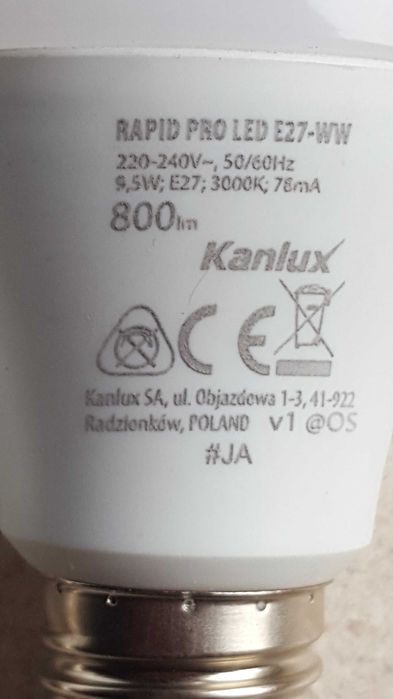 RAPID PRO LED E27-WW
220-240V~, 50/60Hz
9,5W; E27; 3000K; 78mA
800lm
Kanlux
CE
Kanlux SA, ul. Objazdowa 1-3, 41-922
Radzionków, POLAND v1 @OS
#JA